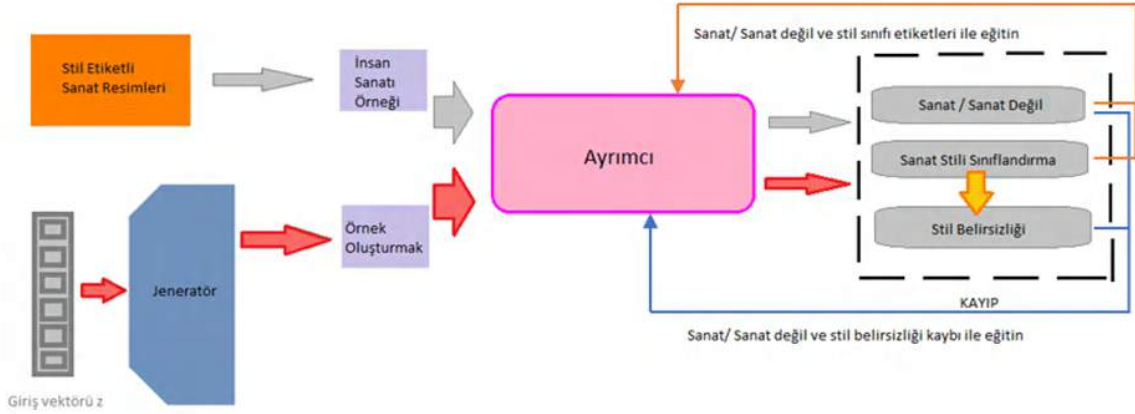 Sanat/ Sanat değil ve stil sınıfı etiketleri ile eğitin
Stil Etiketli
Sanat Resimleri
İnsan
Sanatı
Örneği
Sanat / Sanat Değil
Ayrımcı
Sanat Stili Sınıflandırma
Örnek
Oluşturmak
Stil Belirsizliği
Jeneratör
KAYIP
Sanat/ Sanat değil ve stil belirsizliği kaybı ile eğitin
Giriş vektörü z